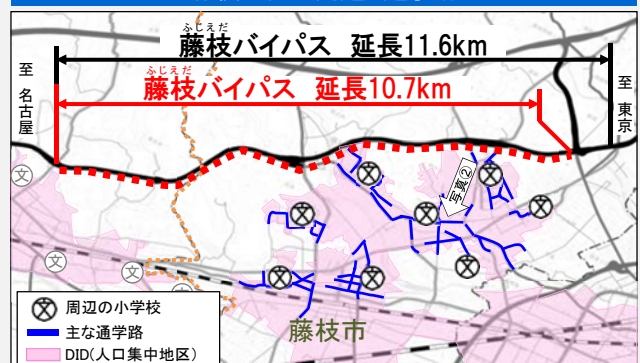 ふじえだ
藤枝バイパス 延長11.6km
ふじえだ
藤枝バイパス 延長10.7km
至 名古屋
至 東京
文
文
文
文
写真②
周辺の小学校
主な通学路
DID(人口集中地区)
藤枝市